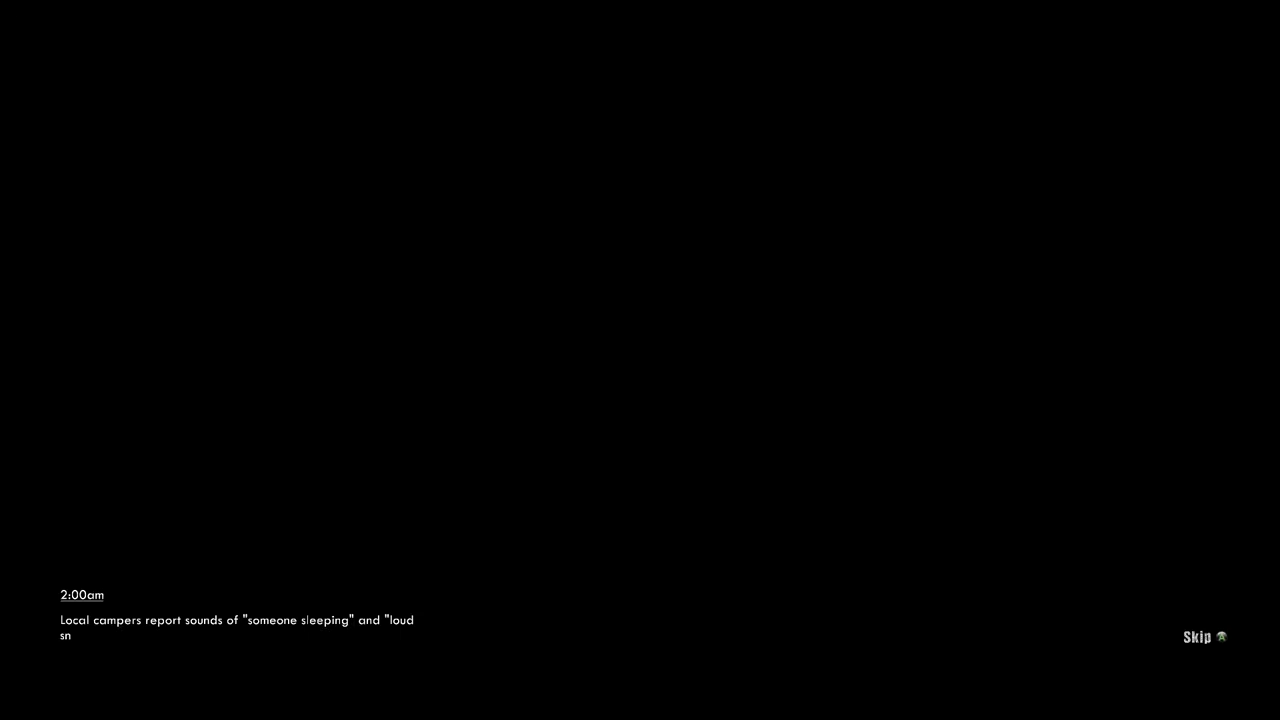 2:00am
Local campers report sounds of "someone sleeping" and "loud
sn
Skip A